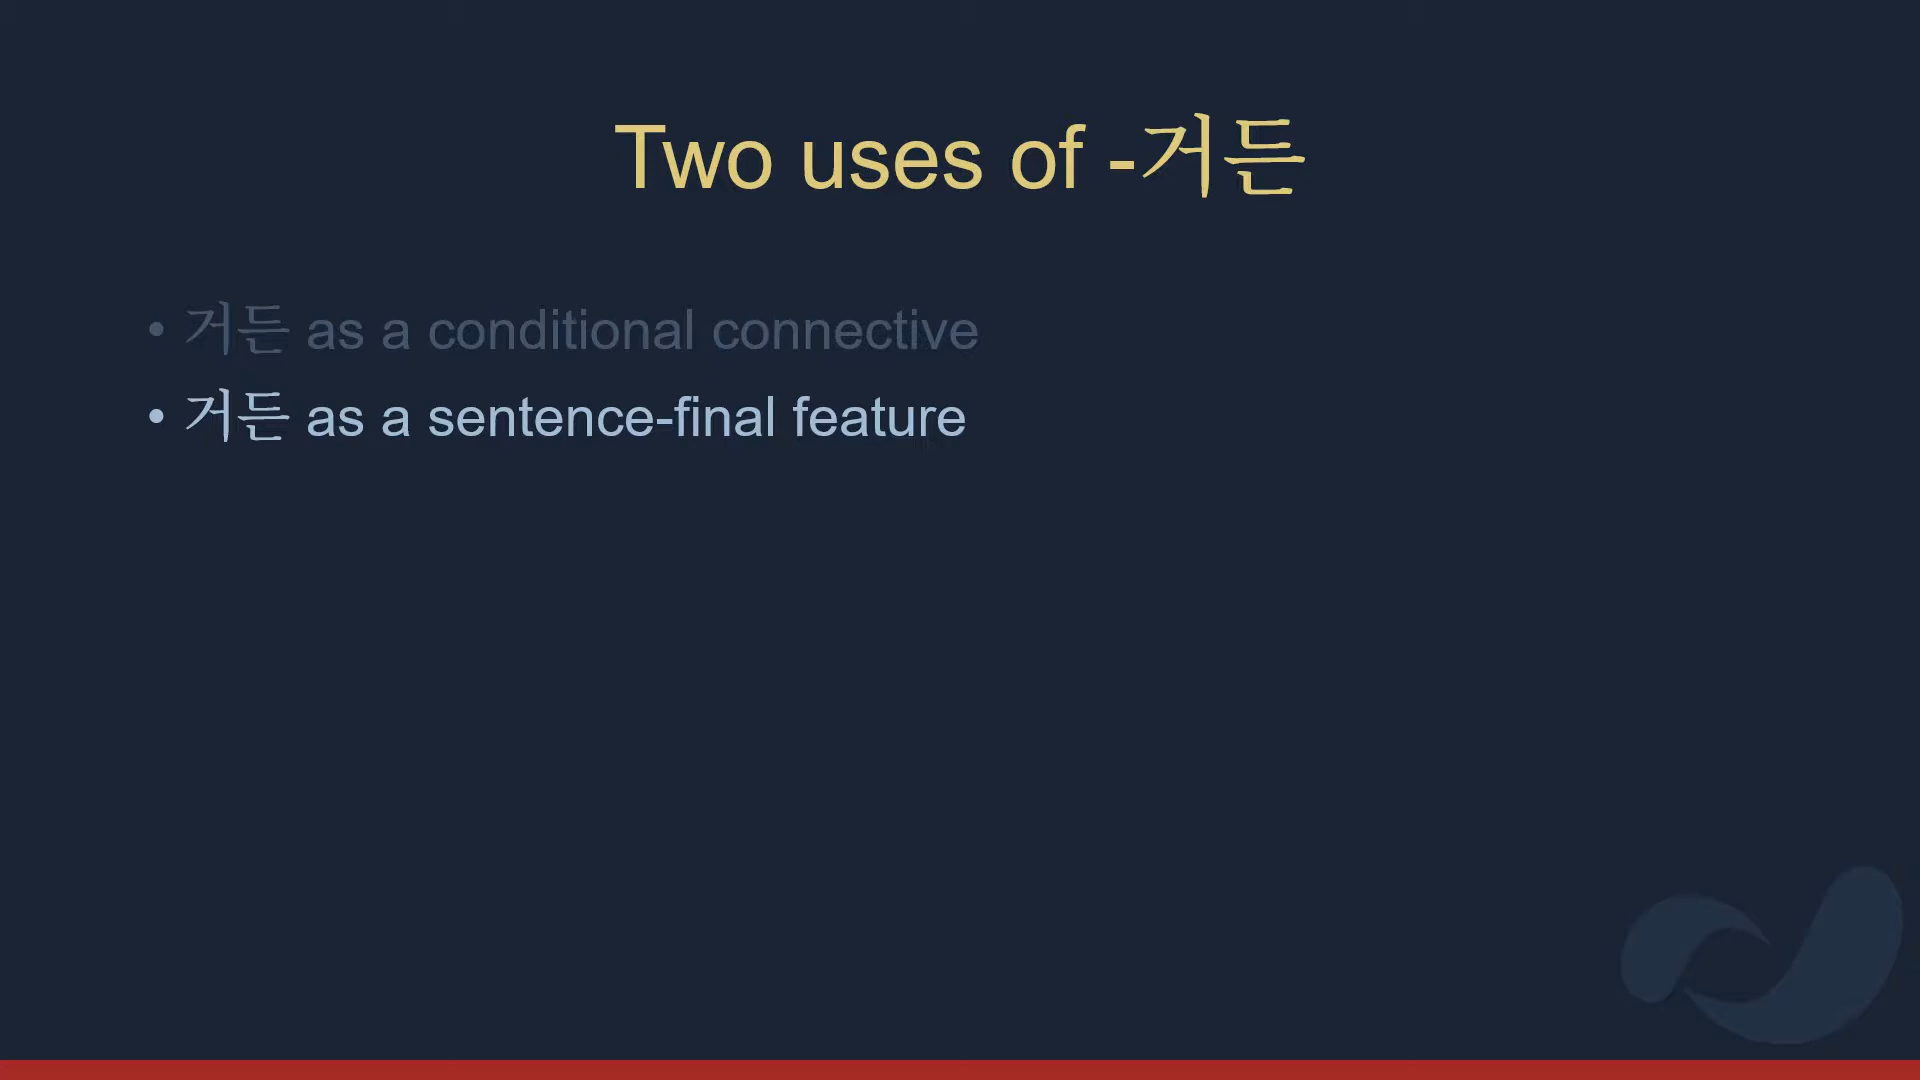 Two uses of -거든
• 거든 as a conditional connective
• 거든 as a sentence-final feature